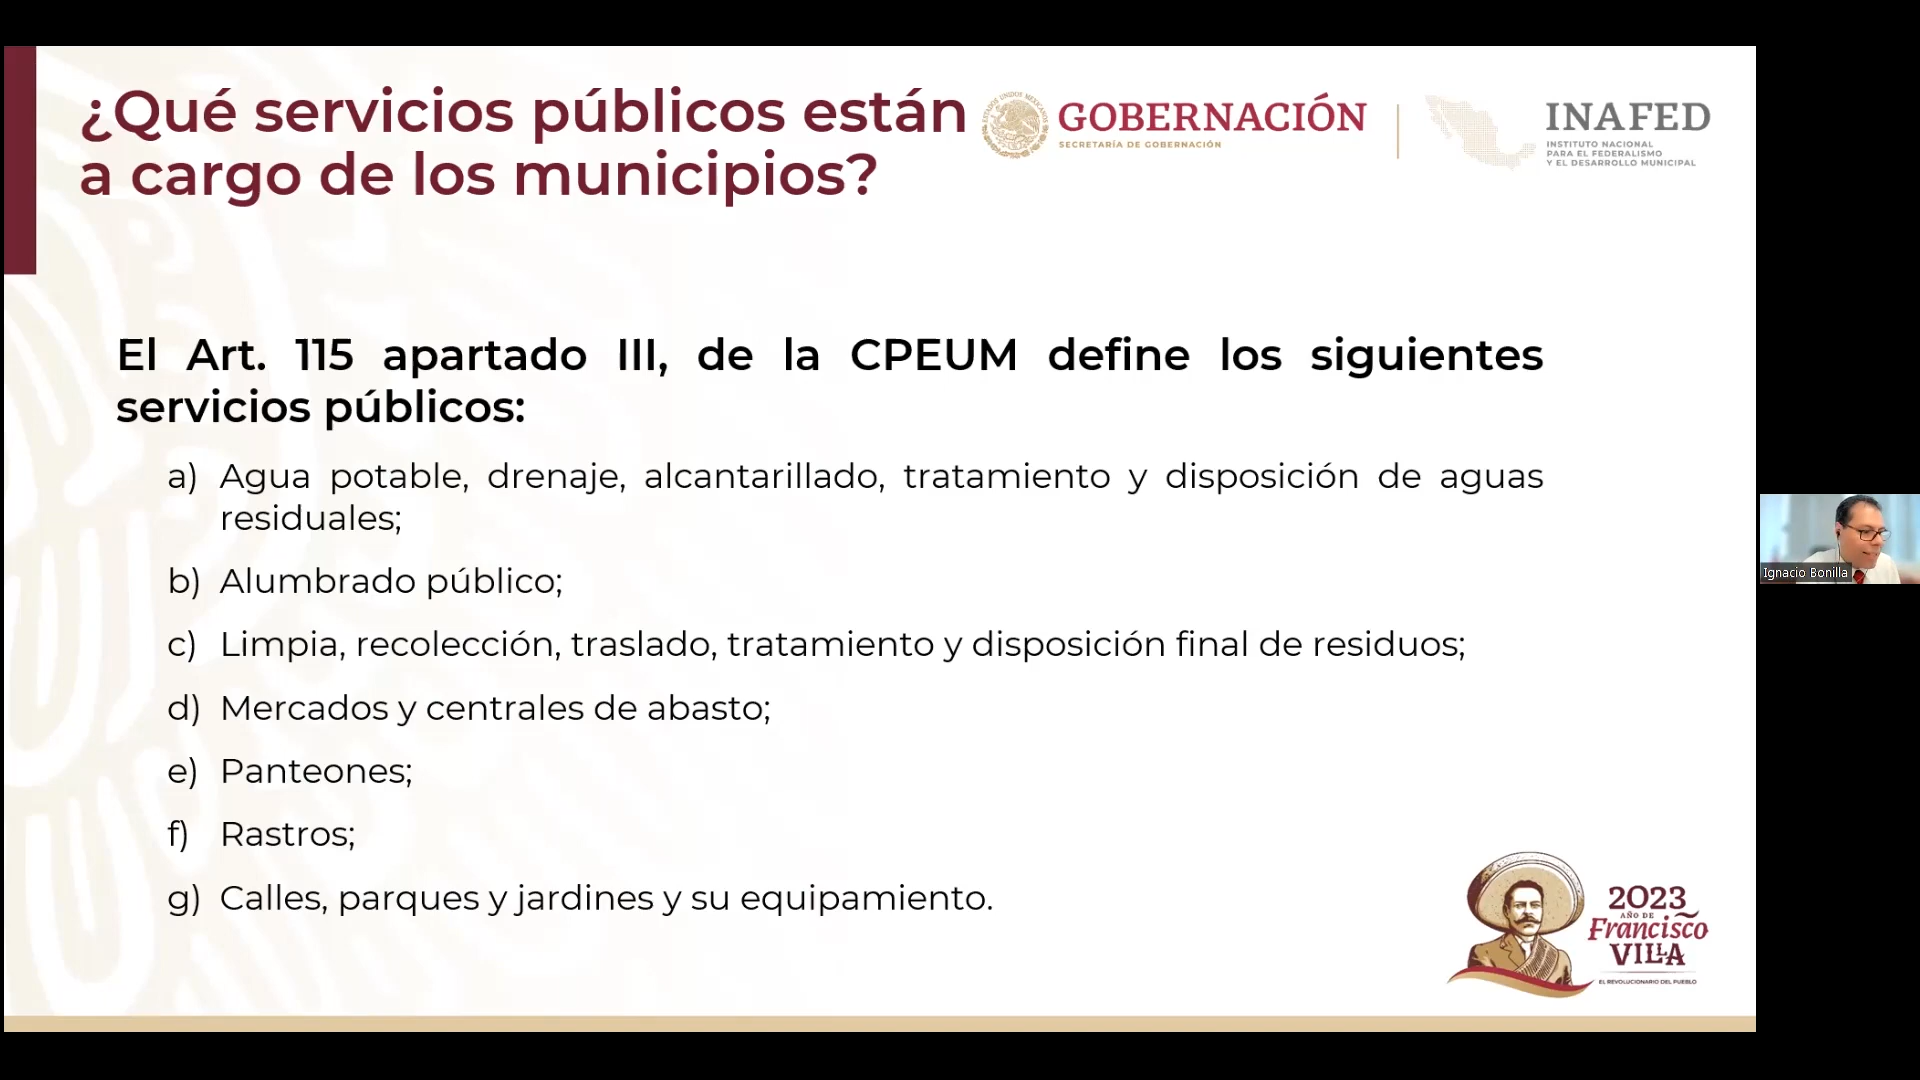 ¿Qué servicios públicos están
a cargo de los municipios?
ESTADOS UNIDOS MEXICANOS
GOBERNACIÓN
SECRETARÍA DE GOBERNACIÓN
INAFED
INSTITUTO NACIONAL
PARA EL FEDERALISMO
Y EL DESARROLLO MUNICIPAL
El Art. 115 apartado III, de la CPEUM define los siguientes
servicios públicos:
a) Agua potable, drenaje, alcantarillado, tratamiento y disposición de aguas
residuales;
b) Alumbrado público;
c) Limpia, recolección, traslado, tratamiento y disposición final de residuos;
d) Mercados y centrales de abasto;
e) Panteones;
f) Rastros;
g) Calles, parques y jardines y su equipamiento.
Ignacio Bonilla
2023
AÑO DE
Francisco
VILLA
EL REVOLUCIONARIO DEL PUEBLO